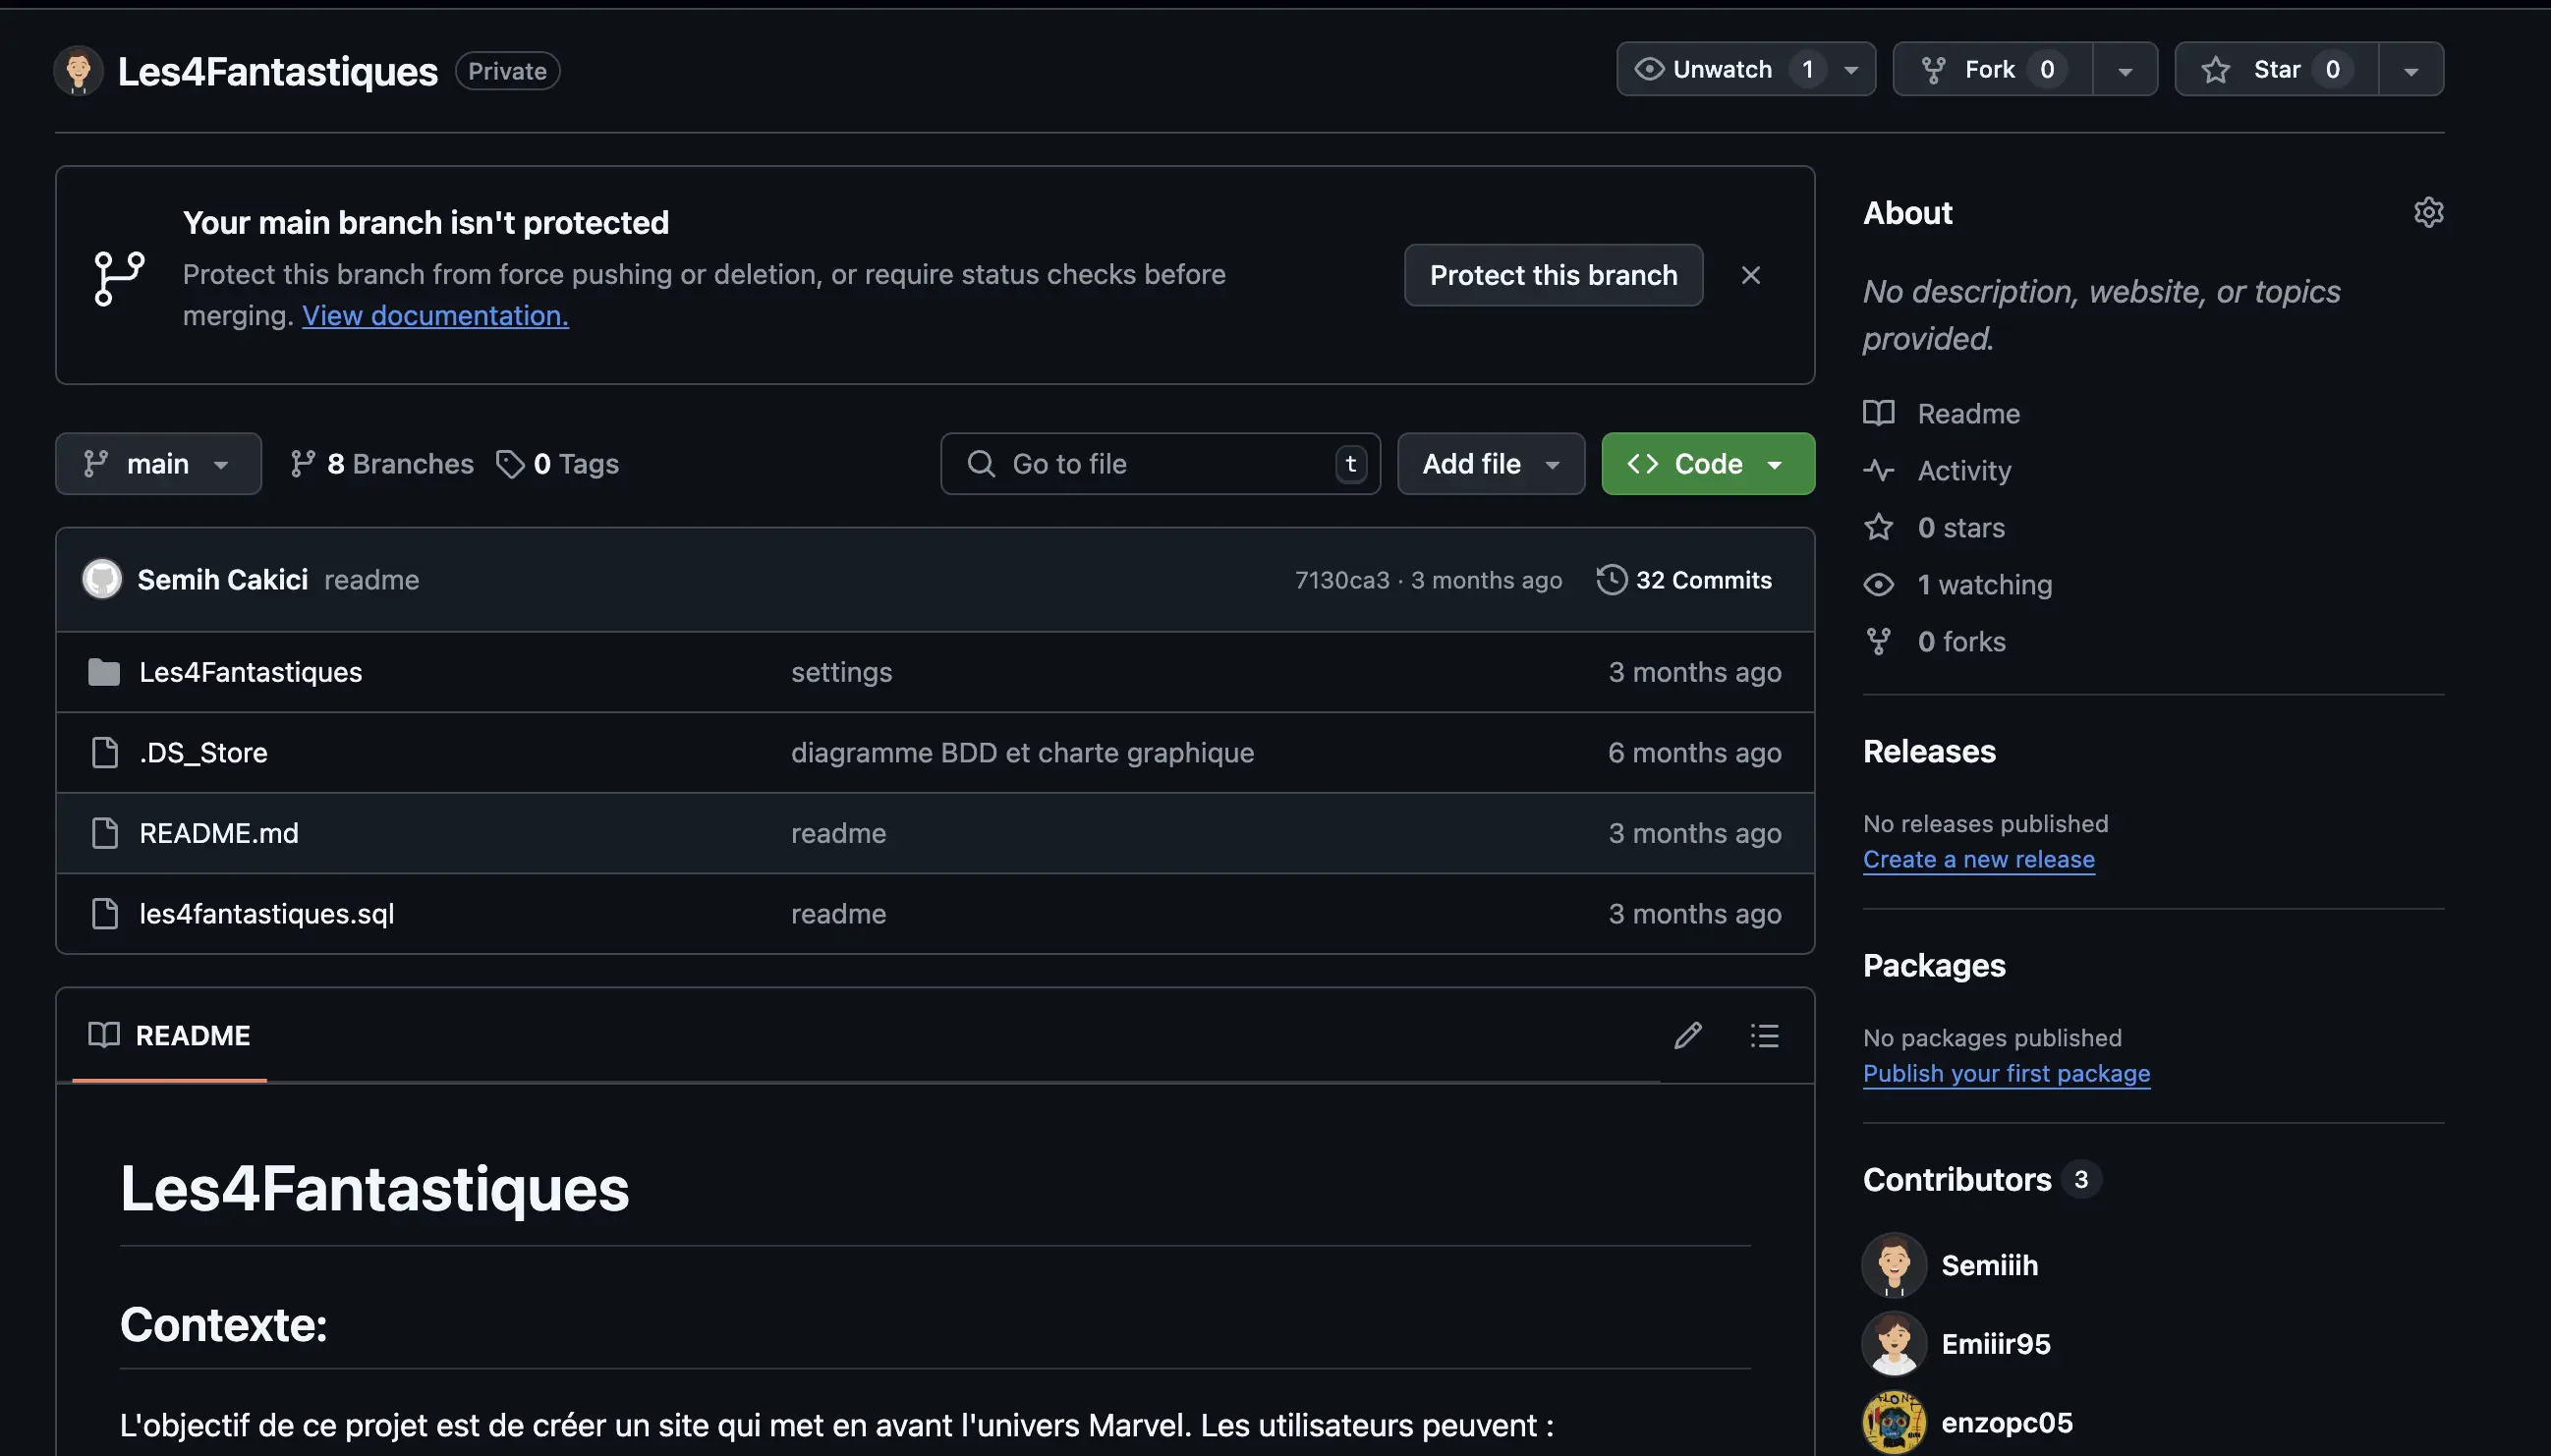 Les4Fantastiques Private
Unwatch 1
Fork 0
Star 0
Your main branch isn't protected
Protect this branch from force pushing or deletion, or require status checks before
merging. View documentation.
Protect this branch
main
8 Branches
0 Tags
Go to file
t
Add file
Code
Semih Cakici readme
7130ca3 · 3 months ago
32 Commits
Les4Fantastiques settings 3 months ago
.DS_Store diagramme BDD et charte graphique 6 months ago
README.md readme 3 months ago
les4fantastiques.sql readme 3 months ago
README
Les4Fantastiques
Contexte:
L'objectif de ce projet est de créer un site qui met en avant l'univers Marvel. Les utilisateurs peuvent :
About
No description, website, or topics
provided.
Readme
Activity
0 stars
1 watching
0 forks
Releases
No releases published
Create a new release
Packages
No packages published
Publish your first package
Contributors 3
Semiiih
Emiiir95
enzopc05